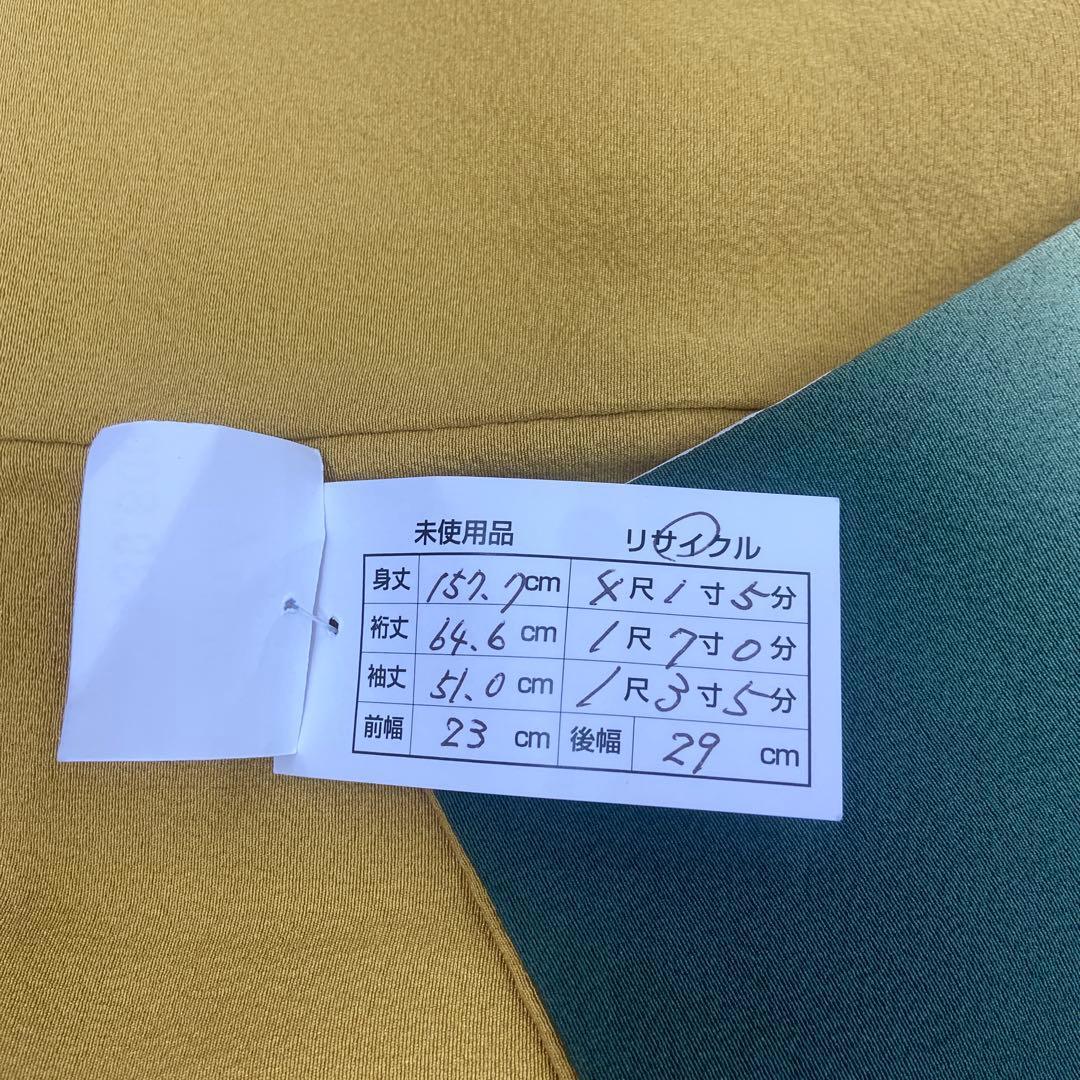 未使用品 リサイクル
身丈 157.7cm 4尺1寸5分
裄丈 64.6cm 1尺7寸0分
袖丈 51.0cm 1尺3寸5分
前幅 23 cm 後幅 29 cm